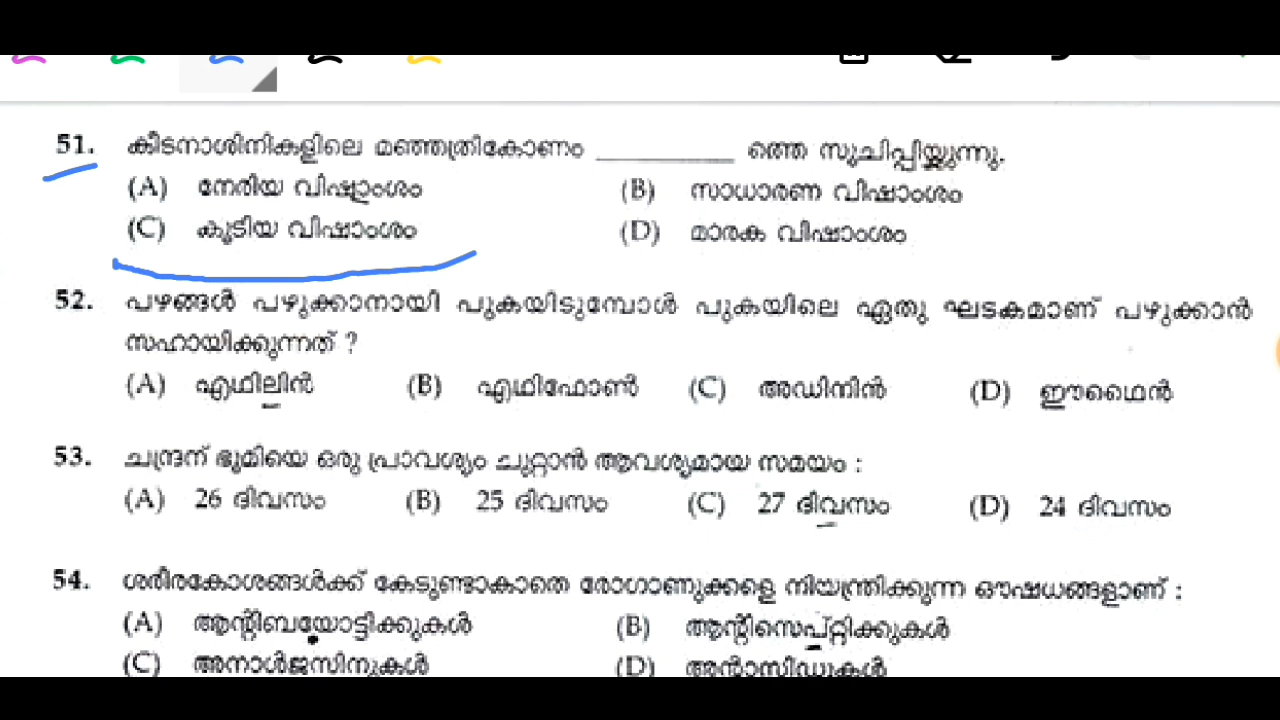 51. കീടനാശിനികളിലെ മഞ്ഞത്രികോണം __________ ത്തെ സൂചിപ്പിയ്ക്കുന്നു.
(A) നേരിയ വിഷാംശം (B) സാധാരണ വിഷാംശം
(C) കൂടിയ വിഷാംശം (D) മാരക വിഷാംശം
52. പഴങ്ങൾ പഴുക്കാനായി പുകയിടുമ്പോൾ പുകയിലെ ഏതു ഘടകമാണ് പഴുക്കാൻ
സഹായിക്കുന്നത് ?
(A) എഥിലിൻ (B) എഥിഫോൺ (C) അഡിനിൻ (D) ഈഥൈൻ
53. ചന്ദ്രന് ഭൂമിയെ ഒരു പ്രാവശ്യം ചുറ്റാൻ ആവശ്യമായ സമയം :
(A) 26 ദിവസം (B) 25 ദിവസം (C) 27 ദിവസം (D) 24 ദിവസം
54. ശരീരകോശങ്ങൾക്ക് കേടുണ്ടാകാതെ രോഗാണുക്കളെ നിയന്ത്രിക്കുന്ന ഔഷധങ്ങളാണ് :
(A) ആന്റിബയോട്ടിക്കുകൾ (B) ആന്റിസെപ്റ്റിക്കുകൾ
(C) അനാൾജസിനുകൾ (D) അന്റാസിഡുകൾ